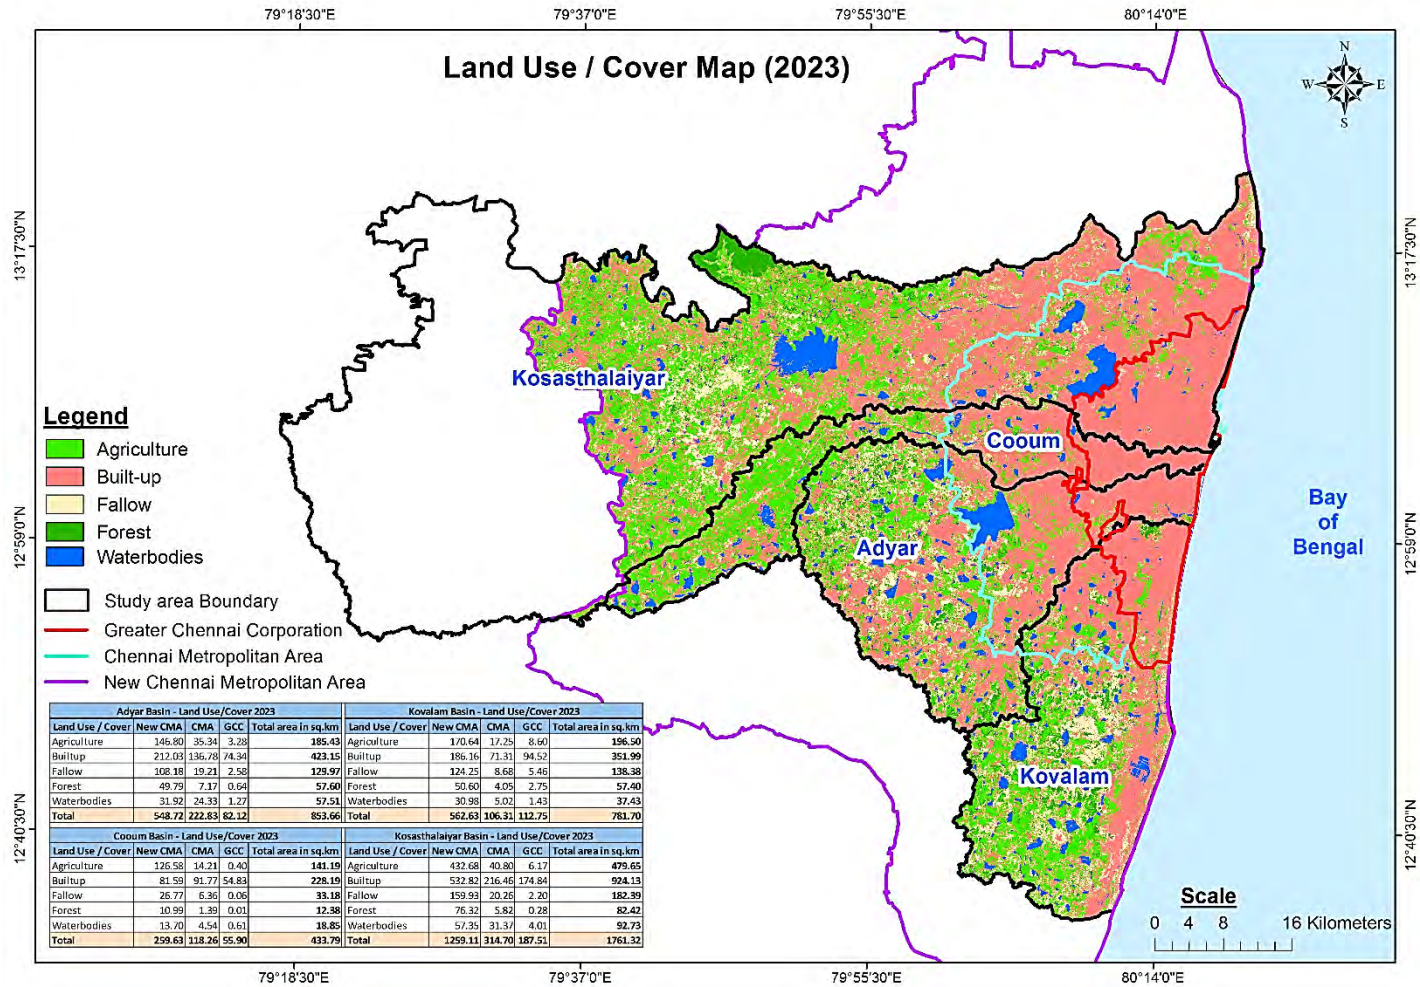 79°18'30"E 79°37'0"E 79°55'30"E 80°14'0"E
Land Use / Cover Map (2023)
N
W E
S
13°17'30"N 13°17'30"N
Kosasthalaiyar
Legend
Agriculture
Built-up
Fallow
Forest
Waterbodies
Cooum
Adyar
Bay
of
Bengal
12°59'0"N 12°59'0"N
Study area Boundary
Greater Chennai Corporation
Chennai Metropolitan Area
New Chennai Metropolitan Area
Kovalam
12°40'30"N 12°40'30"N
Adyar Basin - Land Use/Cover 2023
Land Use / Cover New CMA CMA GCC Total area in sq.km
Agriculture 146.80 35.34 3.28 185.43
Builtup 212.03 136.78 74.34 423.15
Fallow 108.18 19.21 2.58 129.97
Forest 49.79 7.17 0.64 57.60
Waterbodies 31.92 24.33 1.27 57.51
Total 548.72 222.83 82.12 853.66
Kovalam Basin - Land Use/Cover 2023
Land Use / Cover New CMA CMA GCC Total area in sq.km
Agriculture 170.64 17.25 8.60 196.50
Builtup 186.16 71.31 94.52 351.99
Fallow 124.25 8.68 5.46 138.38
Forest 50.60 4.05 2.75 57.40
Waterbodies 30.98 5.02 1.43 37.43
Total 562.63 106.31 112.75 781.70
Cooum Basin - Land Use/Cover 2023
Land Use / Cover New CMA CMA GCC Total area in sq.km
Agriculture 126.58 14.21 0.40 141.19
Builtup 81.59 91.77 54.83 228.19
Fallow 26.77 6.36 0.06 33.18
Forest 10.99 1.39 0.01 12.38
Waterbodies 13.70 4.54 0.61 18.85
Total 259.63 118.26 55.90 433.79
Kosasthalaiyar Basin - Land Use/Cover 2023
Land Use / Cover New CMA CMA GCC Total area in sq.km
Agriculture 432.68 40.80 6.17 479.65
Builtup 532.82 216.46 174.84 924.13
Fallow 159.93 20.26 2.20 182.39
Forest 76.32 5.82 0.28 82.42
Waterbodies 57.35 31.37 4.01 92.73
Total 1259.11 314.70 187.51 1761.32
Scale
0 4 8 16 Kilometers
79°18'30"E 79°37'0"E 79°55'30"E 80°14'0"E